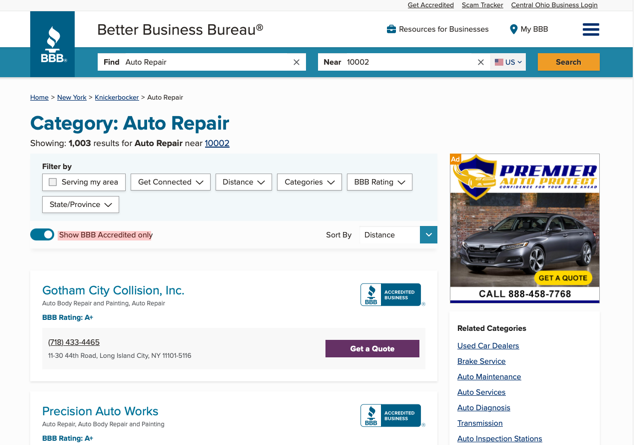 Get Accredited Scam Tracker Central Ohio Business Login
BBB®
Better Business Bureau®
Resources for Businesses
My BBB
Find Auto Repair
Near 10002
US
Search
Home > New York > Knickerbocker > Auto Repair
Category: Auto Repair
Showing: 1,003 results for Auto Repair near 10002
Filter by
Serving my area
Get Connected
Distance
Categories
BBB Rating
State/Province
Show BBB Accredited only
Sort By Distance
Gotham City Collision, Inc.
Auto Body Repair and Painting, Auto Repair
BBB Rating: A+
BBB ACCREDITED BUSINESS ®
(718) 433-4465
11-30 44th Road, Long Island City, NY 11101-5116
Get a Quote
Precision Auto Works
Auto Repair, Auto Body Repair and Painting
BBB Rating: A+
BBB ACCREDITED BUSINESS ®
Ad
PREMIER
AUTO PROTECT
CONFIDENCE FOR YOUR ROAD AHEAD
GET A QUOTE
CALL 888-458-7768
Related Categories
Used Car Dealers
Brake Service
Auto Maintenance
Auto Services
Auto Diagnosis
Transmission
Auto Inspection Stations